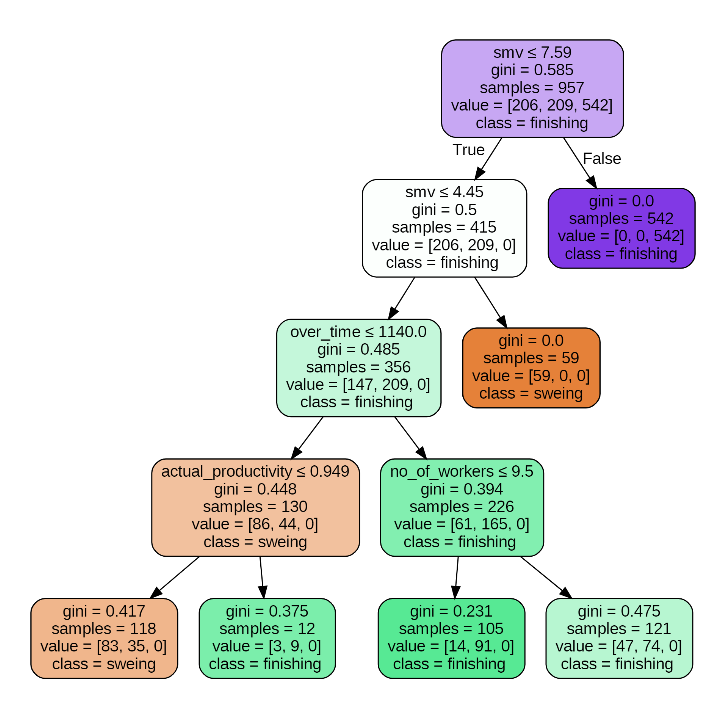 smv ≤ 7.59
gini = 0.585
samples = 957
value = [206, 209, 542]
class = finishing
True
False
smv ≤ 4.45
gini = 0.5
samples = 415
value = [206, 209, 0]
class = finishing
gini = 0.0
samples = 542
value = [0, 0, 542]
class = finishing
over_time ≤ 1140.0
gini = 0.485
samples = 356
value = [147, 209, 0]
class = finishing
gini = 0.0
samples = 59
value = [59, 0, 0]
class = sweing
actual_productivity ≤ 0.949
gini = 0.448
samples = 130
value = [86, 44, 0]
class = sweing
no_of_workers ≤ 9.5
gini = 0.394
samples = 226
value = [61, 165, 0]
class = finishing
gini = 0.417
samples = 118
value = [83, 35, 0]
class = sweing
gini = 0.375
samples = 12
value = [3, 9, 0]
class = finishing
gini = 0.231
samples = 105
value = [14, 91, 0]
class = finishing
gini = 0.475
samples = 121
value = [47, 74, 0]
class = finishing